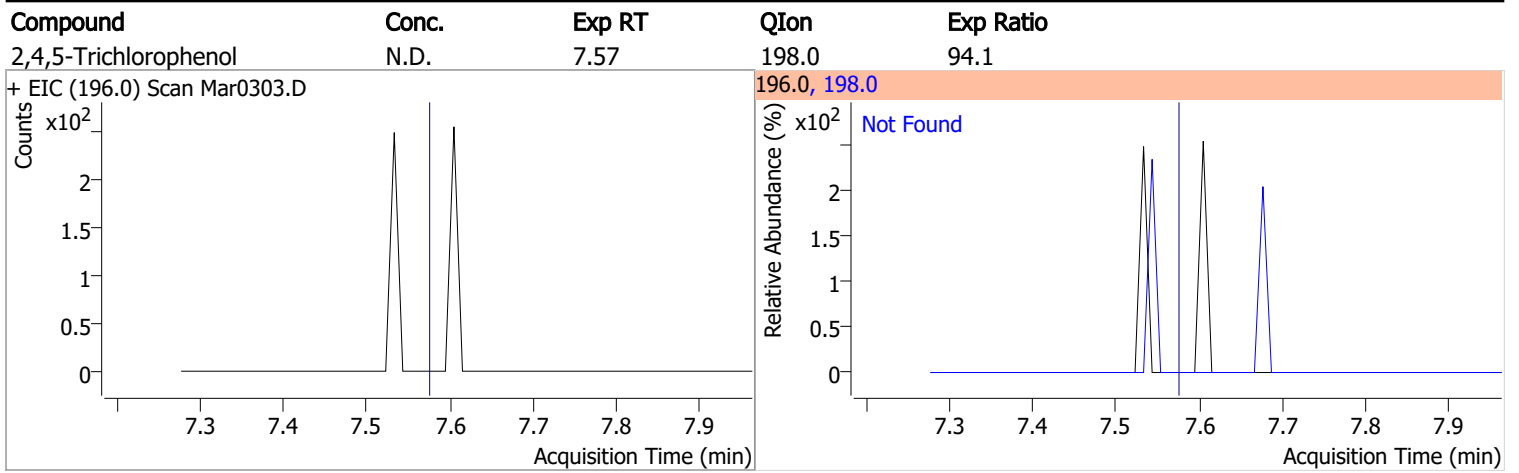 Compound Conc. Exp RT QIon Exp Ratio
2,4,5-Trichlorophenol N.D. 7.57 198.0 94.1
+ EIC (196.0) Scan Mar0303.D
Counts
x10²
2
1.5
1
0.5
0
7.3 7.4 7.5 7.6 7.7 7.8 7.9
Acquisition Time (min)
196.0, 198.0
Relative Abundance (%)
x10²
Not Found
2
1.5
1
0.5
0
7.3 7.4 7.5 7.6 7.7 7.8 7.9
Acquisition Time (min)